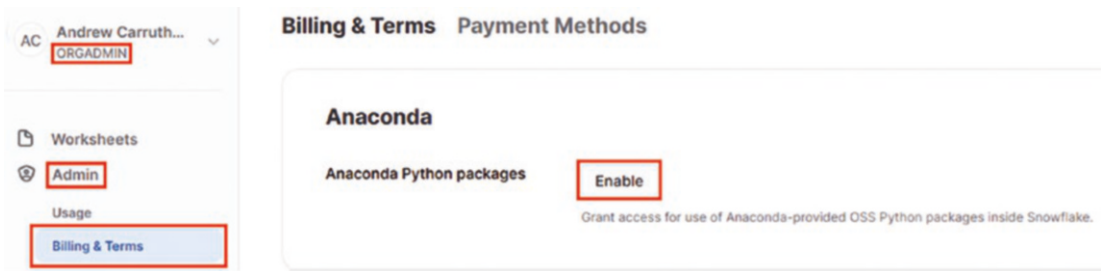 AC
Andrew Carruth...
ORGADMIN
Worksheets
Admin
Usage
Billing & Terms
Billing & Terms Payment Methods
Anaconda
Anaconda Python packages Enable
Grant access for use of Anaconda-provided OSS Python packages inside Snowflake.